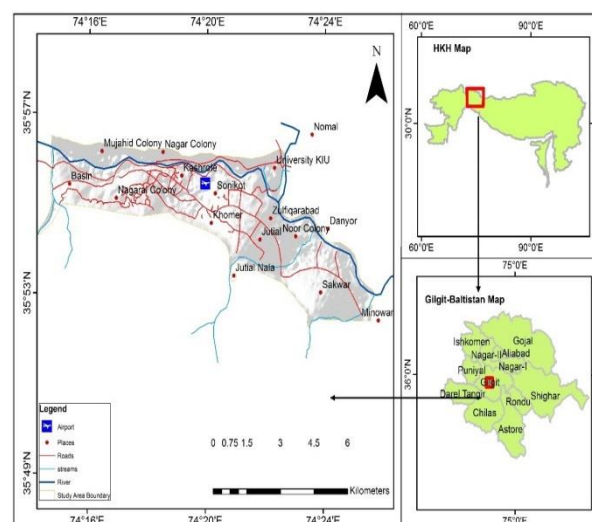 74°16'E 74°20'E 74°24'E
N
35°57'N
35°53'N
35°49'N
Nomal
Mujahid Colony Nagar Colony
University KIU
Kashrote
Basin
Sonikot
Nagaral Colony
Zulfiqarabad
Khomer
Danyor
Jutial Noor Colony
Jutial Nala
Sakwar
Minowar
Legend
Airport
Places
Roads
streams
River
Study Area Boundary
0 0.75 1.5 3 4.5 6
Kilometers
74°16'E 74°20'E 74°24'E
60°0'E 90°0'E
HKH Map
30°0'N
60°0'E 90°0'E
75°0'E
Gilgit-Baltistan Map
36°0'N
Ishkomen Gojal
Nagar-II Aliabad
Puniyal Nagar-I
Gilgit
Darel Tangir Rondu Shighar
Chilas
Astore
75°0'E